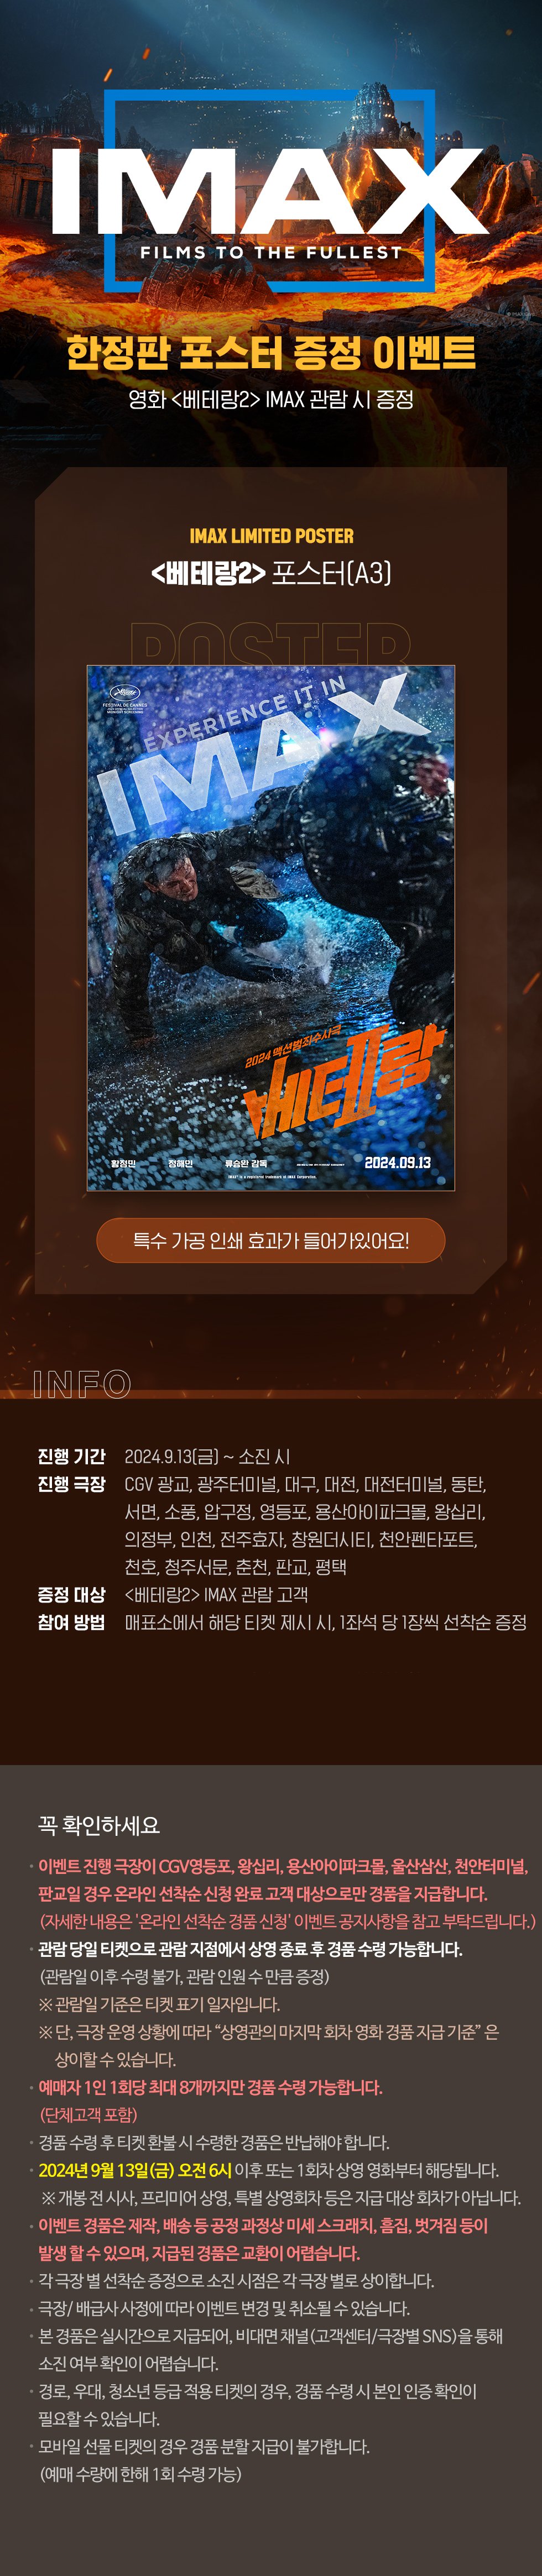 IMAX
FILMS TO THE FULLEST
한정판 포스터 증정 이벤트
영화 <베테랑2> IMAX 관람 시 증정
IMAX LIMITED POSTER
<베테랑2> 포스터(A3)
POSTER
FESTIVAL DE CANNES
EXPERIENCE IT IN
IMAX
2024 액션범죄수사극
베테랑
황정민 정해인 류승완 감독 2024.09.13
IMAX® is a registered trademark of IMAX Corporation.
특수 가공 인쇄 효과가 들어가있어요!
INFO
진행 기간 2024.9.13(금) ~ 소진 시
진행 극장 CGV 광교, 광주터미널, 대구, 대전, 대전터미널, 동탄,
서면, 소풍, 압구정, 영등포, 용산아이파크몰, 왕십리,
의정부, 인천, 전주효자, 창원더시티, 천안펜타포트,
천호, 청주서문, 춘천, 판교, 평택
증정 대상 <베테랑2> IMAX 관람 고객
참여 방법 매표소에서 해당 티켓 제시 시, 1좌석 당 1장씩 선착순 증정
꼭 확인하세요
· 이벤트 진행 극장이 CGV영등포, 왕십리, 용산아이파크몰, 울산삼산, 천안터미널,
판교일 경우 온라인 선착순 신청 완료 고객 대상으로만 경품을 지급합니다.
(자세한 내용은 '온라인 선착순 경품 신청' 이벤트 공지사항을 참고 부탁드립니다.)
· 관람 당일 티켓으로 관람 지점에서 상영 종료 후 경품 수령 가능합니다.
(관람일 이후 수령 불가, 관람 인원 수 만큼 증정)
※ 관람일 기준은 티켓 표기 일자입니다.
※ 단, 극장 운영 상황에 따라 “상영관의 마지막 회차 영화 경품 지급 기준” 은
상이할 수 있습니다.
· 예매자 1인 1회당 최대 8개까지만 경품 수령 가능합니다.
(단체고객 포함)
· 경품 수령 후 티켓 환불 시 수령한 경품은 반납해야 합니다.
· 2024년 9월 13일(금) 오전 6시 이후 또는 1회차 상영 영화부터 해당됩니다.
※ 개봉 전 시사, 프리미어 상영, 특별 상영회차 등은 지급 대상 회차가 아닙니다.
· 이벤트 경품은 제작, 배송 등 공정 과정상 미세 스크래치, 흠집, 벗겨짐 등이
발생 할 수 있으며, 지급된 경품은 교환이 어렵습니다.
· 각 극장 별 선착순 증정으로 소진 시점은 각 극장 별로 상이합니다.
· 극장/ 배급사 사정에 따라 이벤트 변경 및 취소될 수 있습니다.
· 본 경품은 실시간으로 지급되어, 비대면 채널(고객센터/극장별 SNS)을 통해
소진 여부 확인이 어렵습니다.
· 경로, 우대, 청소년 등급 적용 티켓의 경우, 경품 수령 시 본인 인증 확인이
필요할 수 있습니다.
· 모바일 선물 티켓의 경우 경품 분할 지급이 불가합니다.
(예매 수량에 한해 1회 수령 가능)